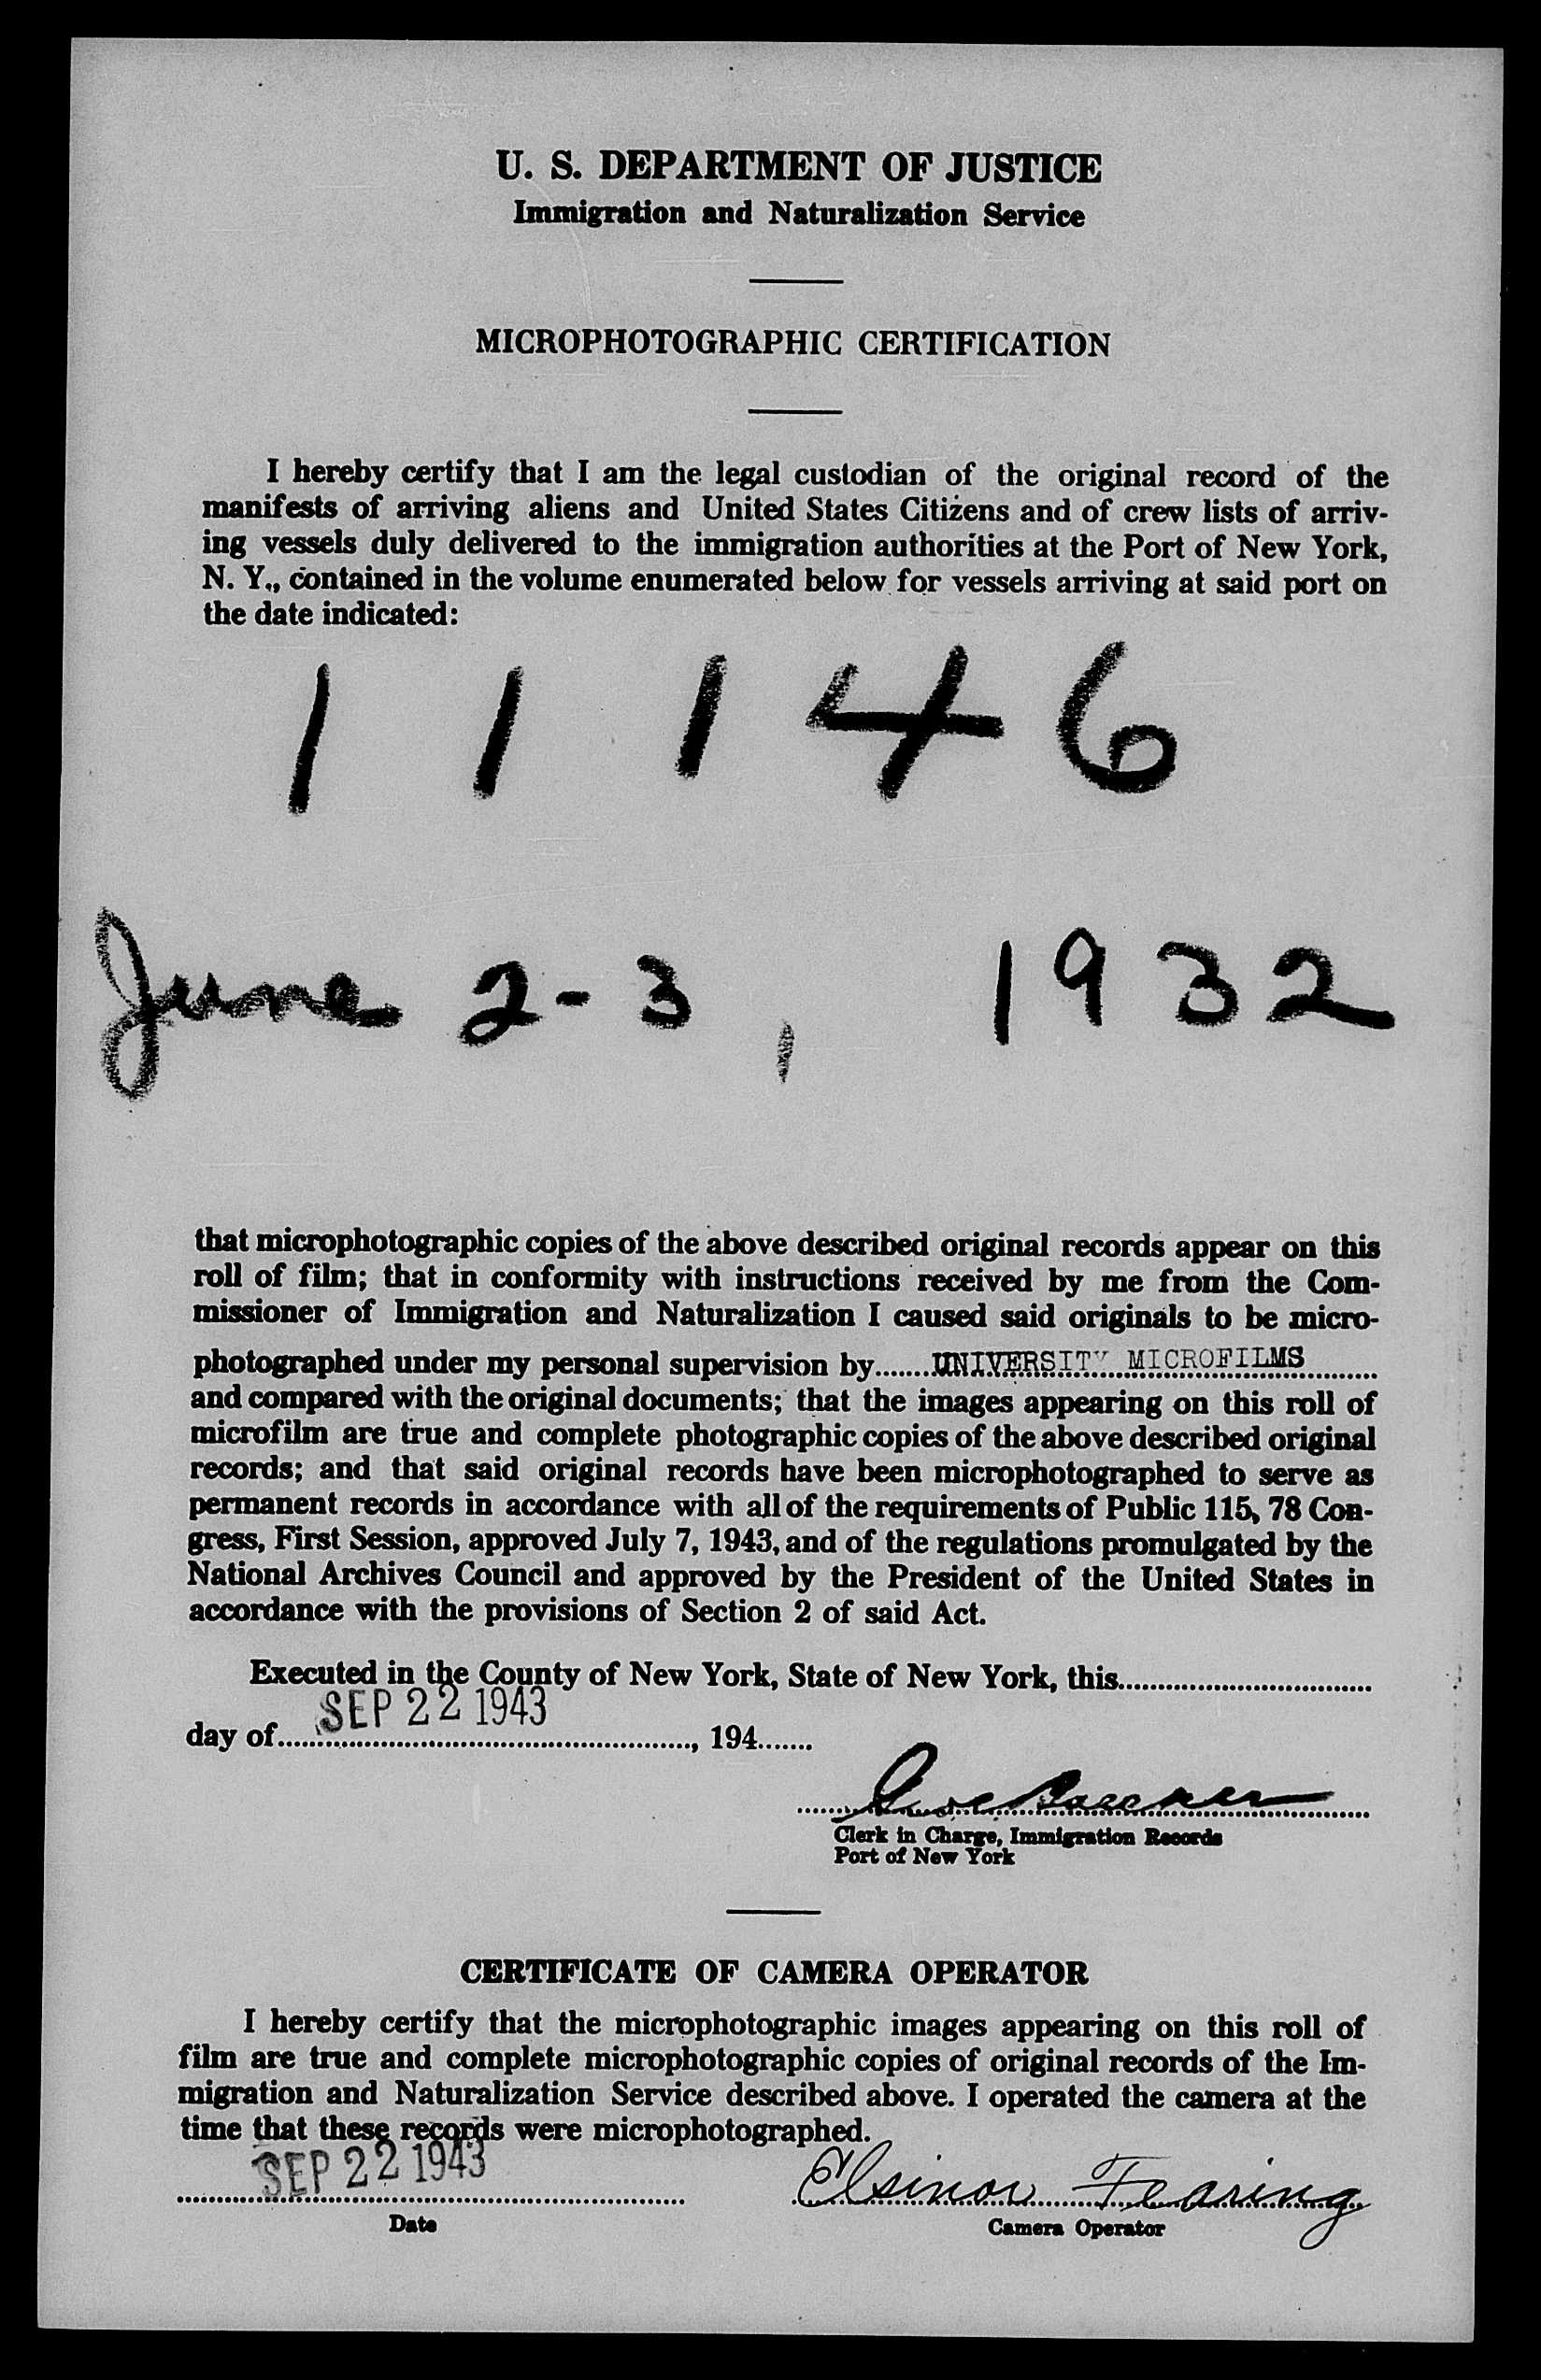 U. S. DEPARTMENT OF JUSTICE
Immigration and Naturalization Service
MICROPHOTOGRAPHIC CERTIFICATION
I hereby certify that I am the legal custodian of the original record of the
manifests of arriving aliens and United States Citizens and of crew lists of arriv-
ing vessels duly delivered to the immigration authorities at the Port of New York,
N. Y., contained in the volume enumerated below for vessels arriving at said port on
the date indicated:
11146
June 2-3, 1932
that microphotographic copies of the above described original records appear on this
roll of film; that in conformity with instructions received by me from the Com-
missioner of Immigration and Naturalization I caused said originals to be micro-
photographed under my personal supervision by UNIVERSITY MICROFILMS
and compared with the original documents; that the images appearing on this roll of
microfilm are true and complete photographic copies of the above described original
records; and that said original records have been microphotographed to serve as
permanent records in accordance with all of the requirements of Public 115, 78 Con-
gress, First Session, approved July 7, 1943, and of the regulations promulgated by the
National Archives Council and approved by the President of the United States in
accordance with the provisions of Section 2 of said Act.
Executed in the County of New York, State of New York, this
SEP 22 1943
day of , 194
Clerk in Charge, Immigration Records
Port of New York
CERTIFICATE OF CAMERA OPERATOR
I hereby certify that the microphotographic images appearing on this roll of
film are true and complete microphotographic copies of original records of the Im-
migration and Naturalization Service described above. I operated the camera at the
time that these records were microphotographed.
SEP 22 1943 Elsinor Fearing
Date Camera Operator